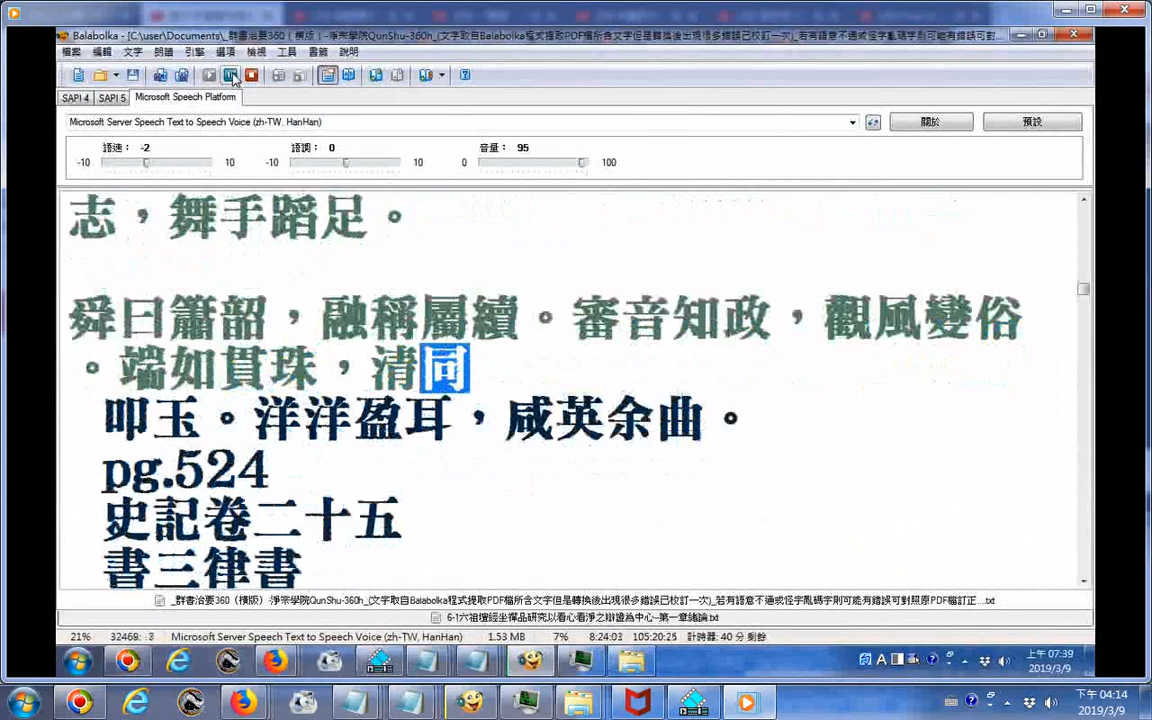 Balabolka - [C:\user\Documents\_群書治要360（橫版）-淨宗學院QunShu-360h_(文字取自Balabolka程式提取PDF檔所含文字但是轉換後出現很多錯誤已校訂一次)_若有語意不通或怪字亂碼字則可能有錯誤可對
檔案 編輯 文字 朗讀 引擎 選項 檢視 工具 書籤 說明
SAPI 4 SAPI 5 Microsoft Speech Platform
Microsoft Server Speech Text to Speech Voice (zh-TW, HanHan) 關於 預設
語速： -2 語調： 0 音量： 95
-10 10 -10 10 0 100
志，舞手蹈足。
舜曰簫韶，融稱屬續。審音知政，觀風變俗
。端如貫珠，清同
叩玉。洋洋盈耳，咸英余曲。
pg.524
史記卷二十五
書三律書
_群書治要360（橫版）-淨宗學院QunShu-360h_(文字取自Balabolka程式提取PDF檔所含文字但是轉換後出現很多錯誤已校訂一次)_若有語意不通或怪字亂碼字則可能有錯誤可對照原PDF檔訂正....txt
6-1六祖壇經坐禪品研究以看心看淨之辯證為中心--第一章緒論.txt
21% 32469: 3 Microsoft Server Speech Text to Speech Voice (zh-TW, HanHan) 1.53 MB 7% 8:24:03 105:20:25 計時器: 40 分 剩餘
A
上午 07:39
2019/3/9
下午 04:14
2019/3/9